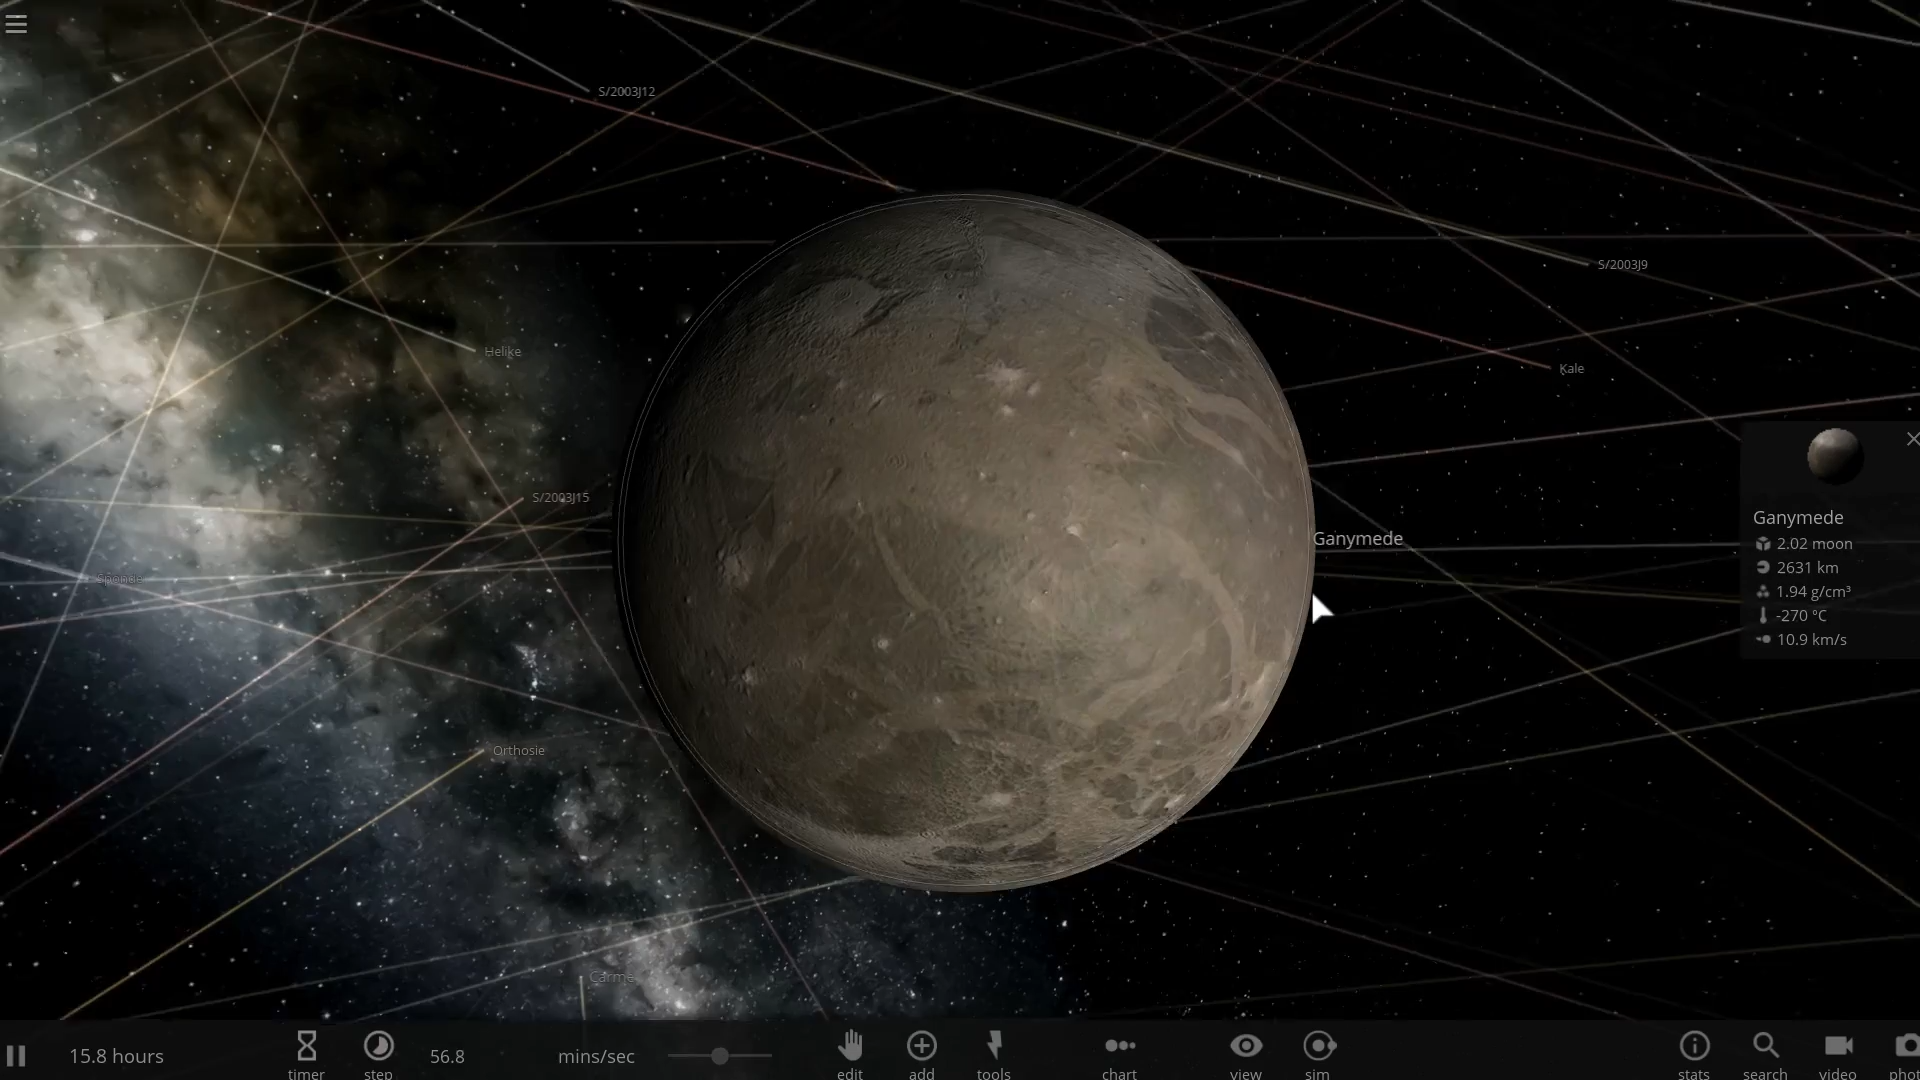 S/2003J12
S/2003J9
Helike
Kale
S/2003J15
Ganymede
Ganymede
2.02 moon
2631 km
1.94 g/cm³
-270 °C
10.9 km/s
Sponde
Orthosie
Carme
15.8 hours
timer
step
56.8
mins/sec
edit
add
tools
chart
view
sim
stats
search
video
phot